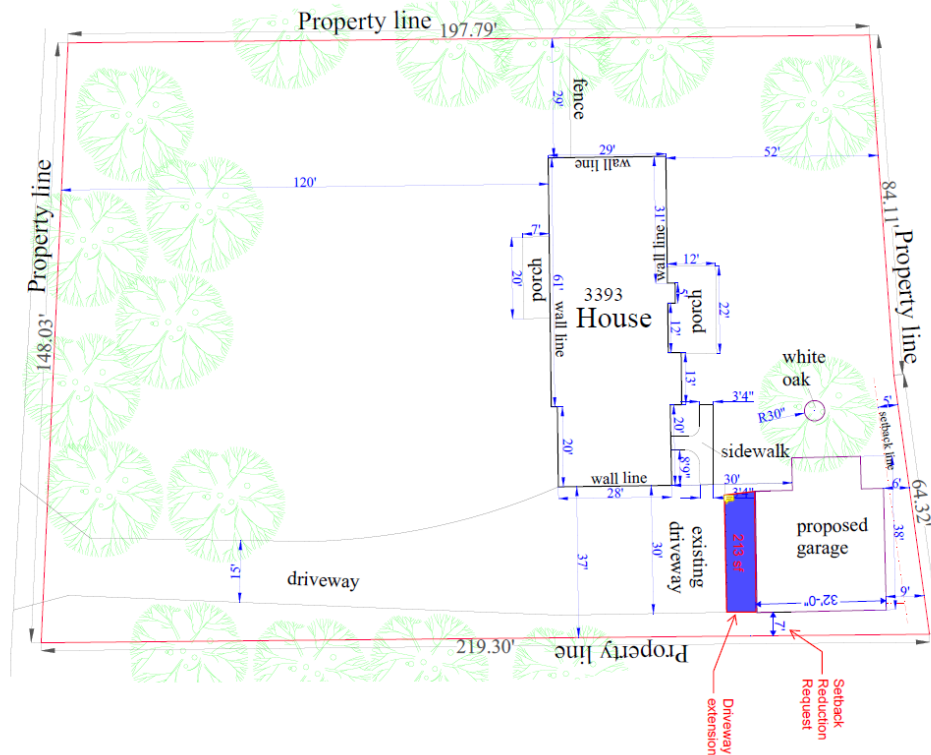 Property line
197.79'
fence
29'
29'
wall line
52'
120'
Property line
148.03'
84.11'
Property line
31'
wall line
7'
20'
porch
61'
wall line
3393
House
12'
5'
porch
22'
12'
13'
white
oak
R30"
3'4"
5'
setback line
20'
20'
sidewalk
8'9"
30'
wall line
28'
3'4"
6'
64.32'
37'
30'
existing
driveway
213 sf
proposed
garage
38'
15'
driveway
32'-0"
9'
7'
219.30'
Property line
Setback
Reduction
Request
Driveway
extension